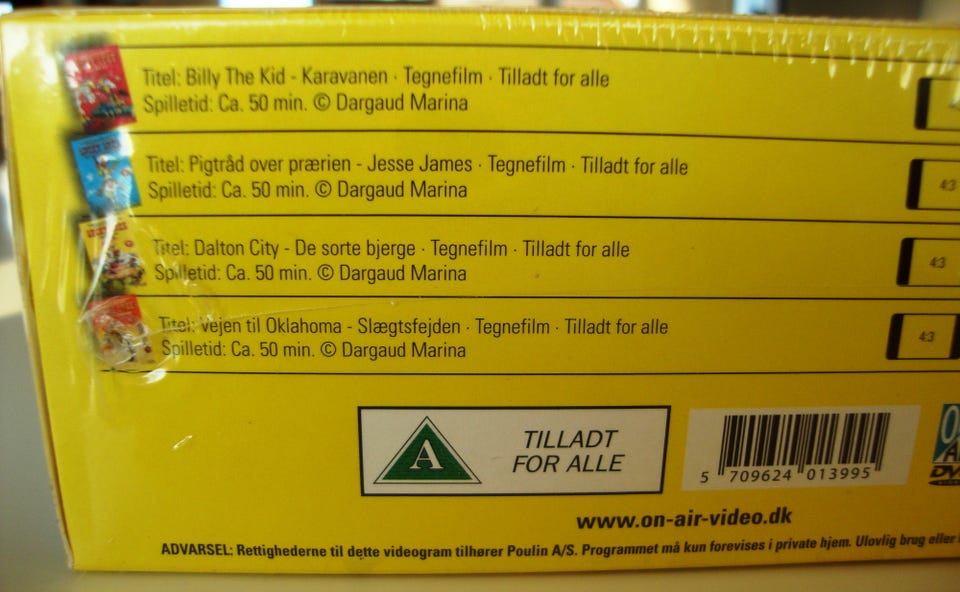 Titel: Billy The Kid - Karavanen · Tegnefilm · Tilladt for alle
Spilletid: Ca. 50 min. © Dargaud Marina
Titel: Pigtråd over prærien - Jesse James · Tegnefilm · Tilladt for alle
Spilletid: Ca. 50 min. © Dargaud Marina
4:3
Titel: Dalton City - De sorte bjerge · Tegnefilm · Tilladt for alle
Spilletid: Ca. 50 min. © Dargaud Marina
4:3
Titel: Vejen til Oklahoma - Slægtsfejden · Tegnefilm · Tilladt for alle
Spilletid: Ca. 50 min. © Dargaud Marina
4:3
A
TILLADT
FOR ALLE
5 709624 013995
www.on-air-video.dk
ADVARSEL: Rettighederne til dette videogram tilhører Poulin A/S. Programmet må kun forevises i private hjem. Ulovlig brug eller